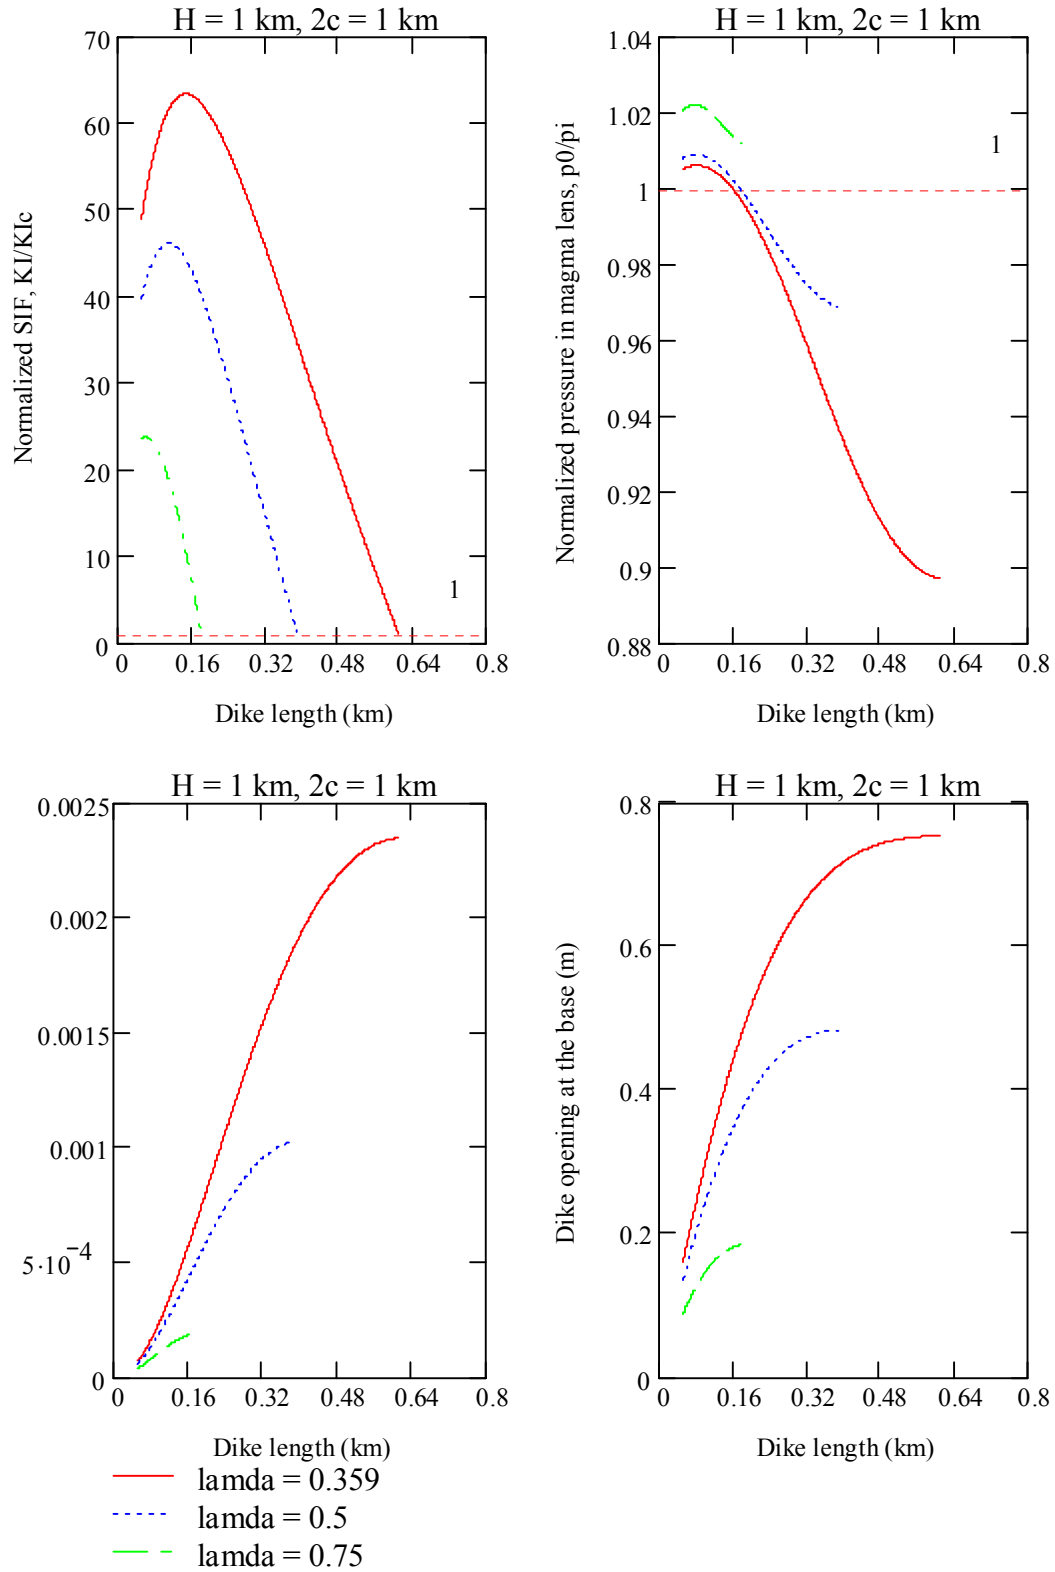 H = 1 km, 2c = 1 km
70
60
50
40
30
20
10
0
Normalized SIF, KI/KIc
1
0 0.16 0.32 0.48 0.64 0.8
Dike length (km)
H = 1 km, 2c = 1 km
1.04
1.02
1
0.98
0.96
0.94
0.92
0.9
0.88
Normalized pressure in magma lens, p0/pi
1
0 0.16 0.32 0.48 0.64 0.8
Dike length (km)
H = 1 km, 2c = 1 km
0.0025
0.002
0.0015
0.001
5·10⁻⁴
0
0 0.16 0.32 0.48 0.64 0.8
Dike length (km)
H = 1 km, 2c = 1 km
0.8
0.6
0.4
0.2
0
Dike opening at the base (m)
0 0.16 0.32 0.48 0.64 0.8
Dike length (km)
lamda = 0.359
lamda = 0.5
lamda = 0.75